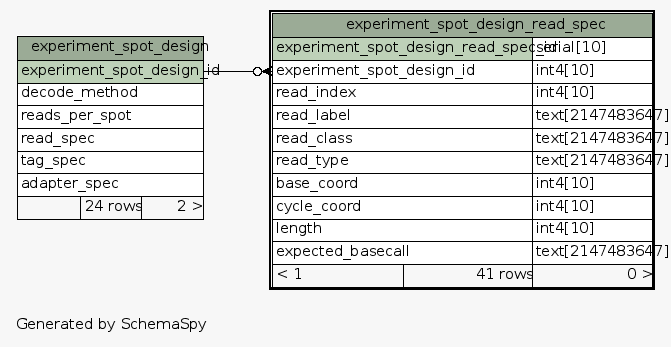 experiment_spot_design
experiment_spot_design_id
decode_method
reads_per_spot
read_spec
tag_spec
adapter_spec
24 rows 2 >
experiment_spot_design_read_spec
experiment_spot_design_read_spec_id serial[10]
experiment_spot_design_id int4[10]
read_index int4[10]
read_label text[2147483647]
read_class text[2147483647]
read_type text[2147483647]
base_coord int4[10]
cycle_coord int4[10]
length int4[10]
expected_basecall text[2147483647]
< 1 41 rows 0 >
Generated by SchemaSpy